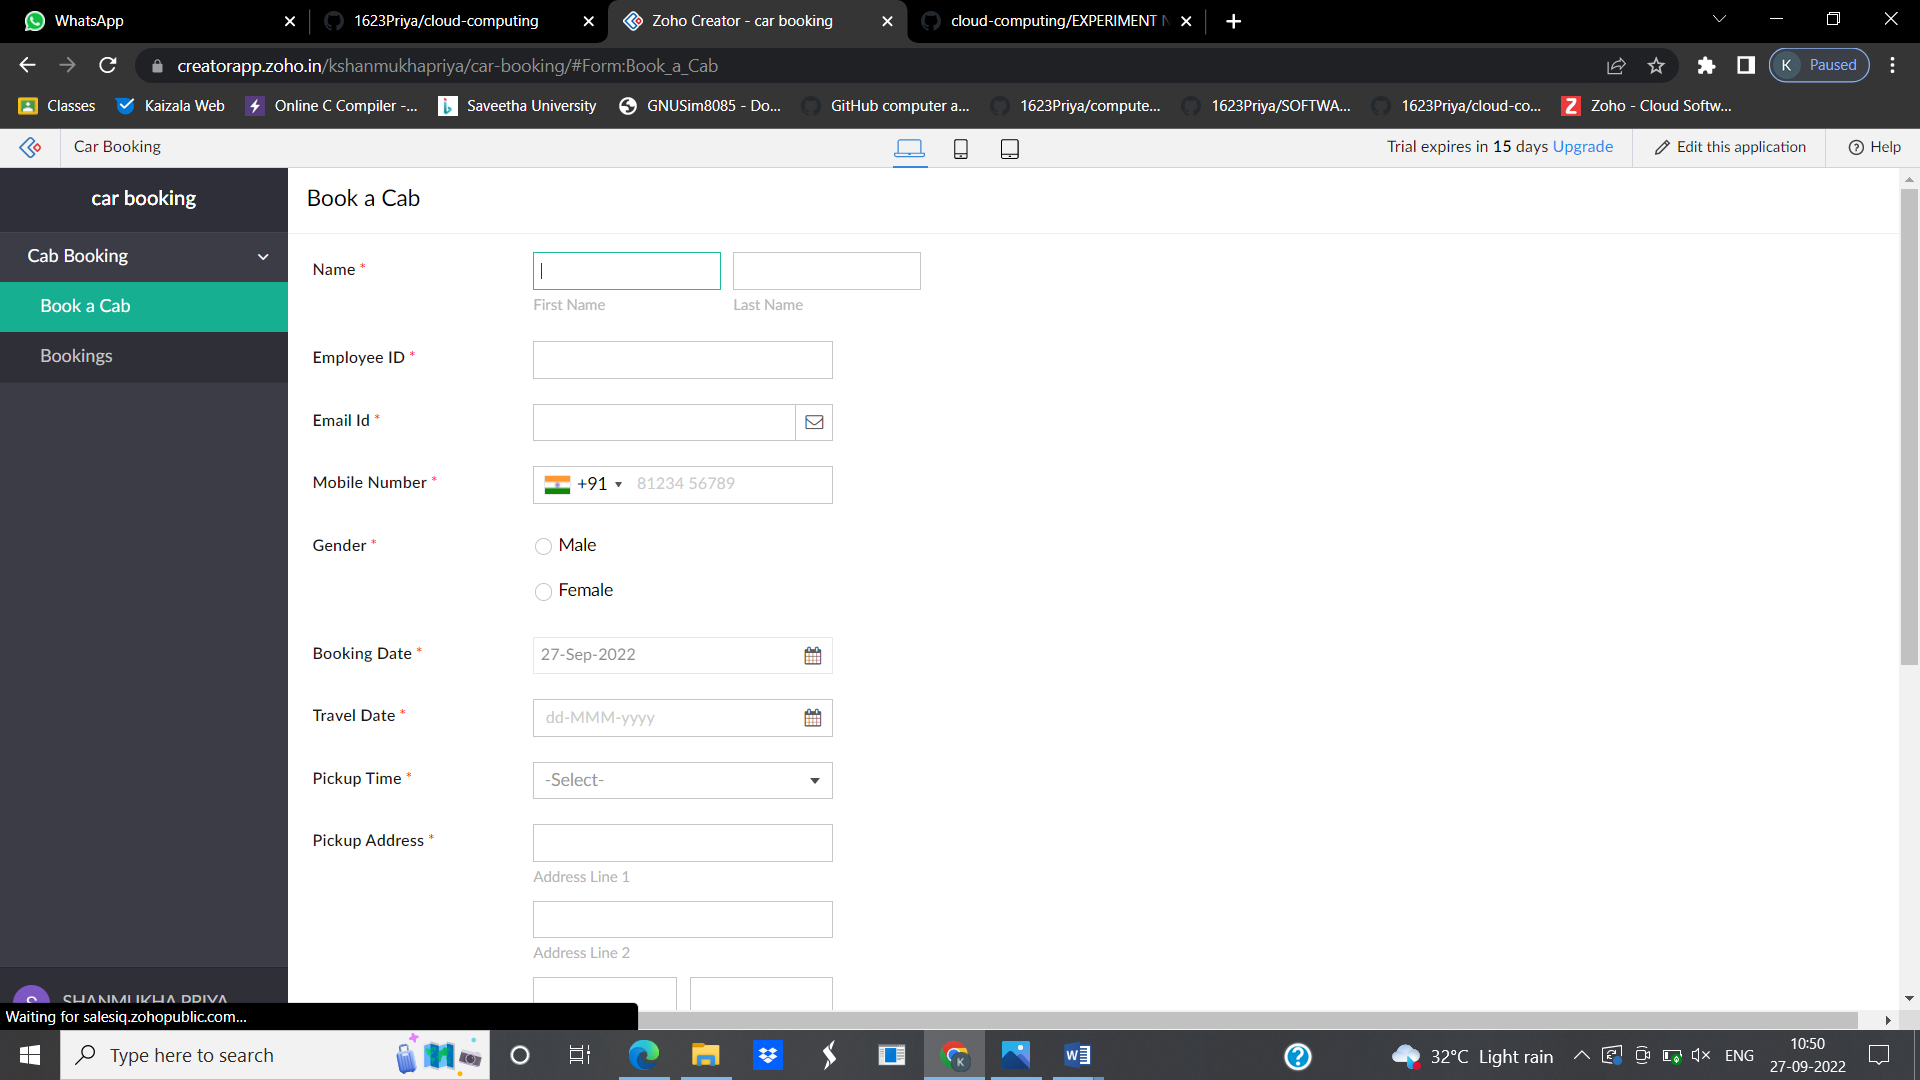 WhatsApp
1623Priya/cloud-computing
Zoho Creator - car booking
cloud-computing/EXPERIMENT
creatorapp.zoho.in/kshanmukhapriya/car-booking/#Form:Book_a_Cab
K Paused
Classes
Kaizala Web
Online C Compiler -...
Saveetha University
GNUSim8085 - Do...
GitHub computer a...
1623Priya/compute...
1623Priya/SOFTWA...
1623Priya/cloud-co...
Zoho - Cloud Softw...
Car Booking
Trial expires in 15 days Upgrade
Edit this application
Help
car booking
Cab Booking
Book a Cab
Bookings
SHANMUKHA PRIYA
Book a Cab
Name *
First Name
Last Name
Employee ID *
Email Id *
Mobile Number *
+91
81234 56789
Gender *
Male
Female
Booking Date *
27-Sep-2022
Travel Date *
dd-MMM-yyyy
Pickup Time *
-Select-
Pickup Address *
Address Line 1
Address Line 2
Waiting for salesiq.zohopublic.com...
Type here to search
32°C Light rain
ENG
10:50
27-09-2022